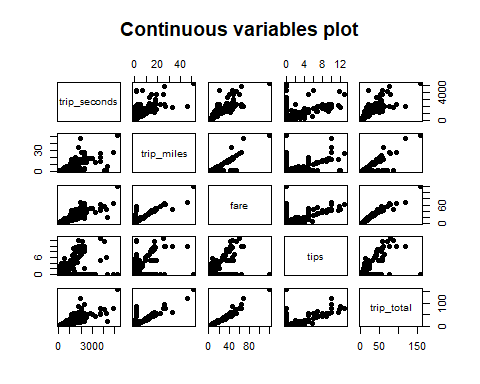 Continuous variables plot
0 20 40 0 4 8 12
trip_seconds 0 4000
0 30 trip_miles
fare 0 60
0 6 tips
trip_total 0 100
0 3000 0 40 80 0 50 150